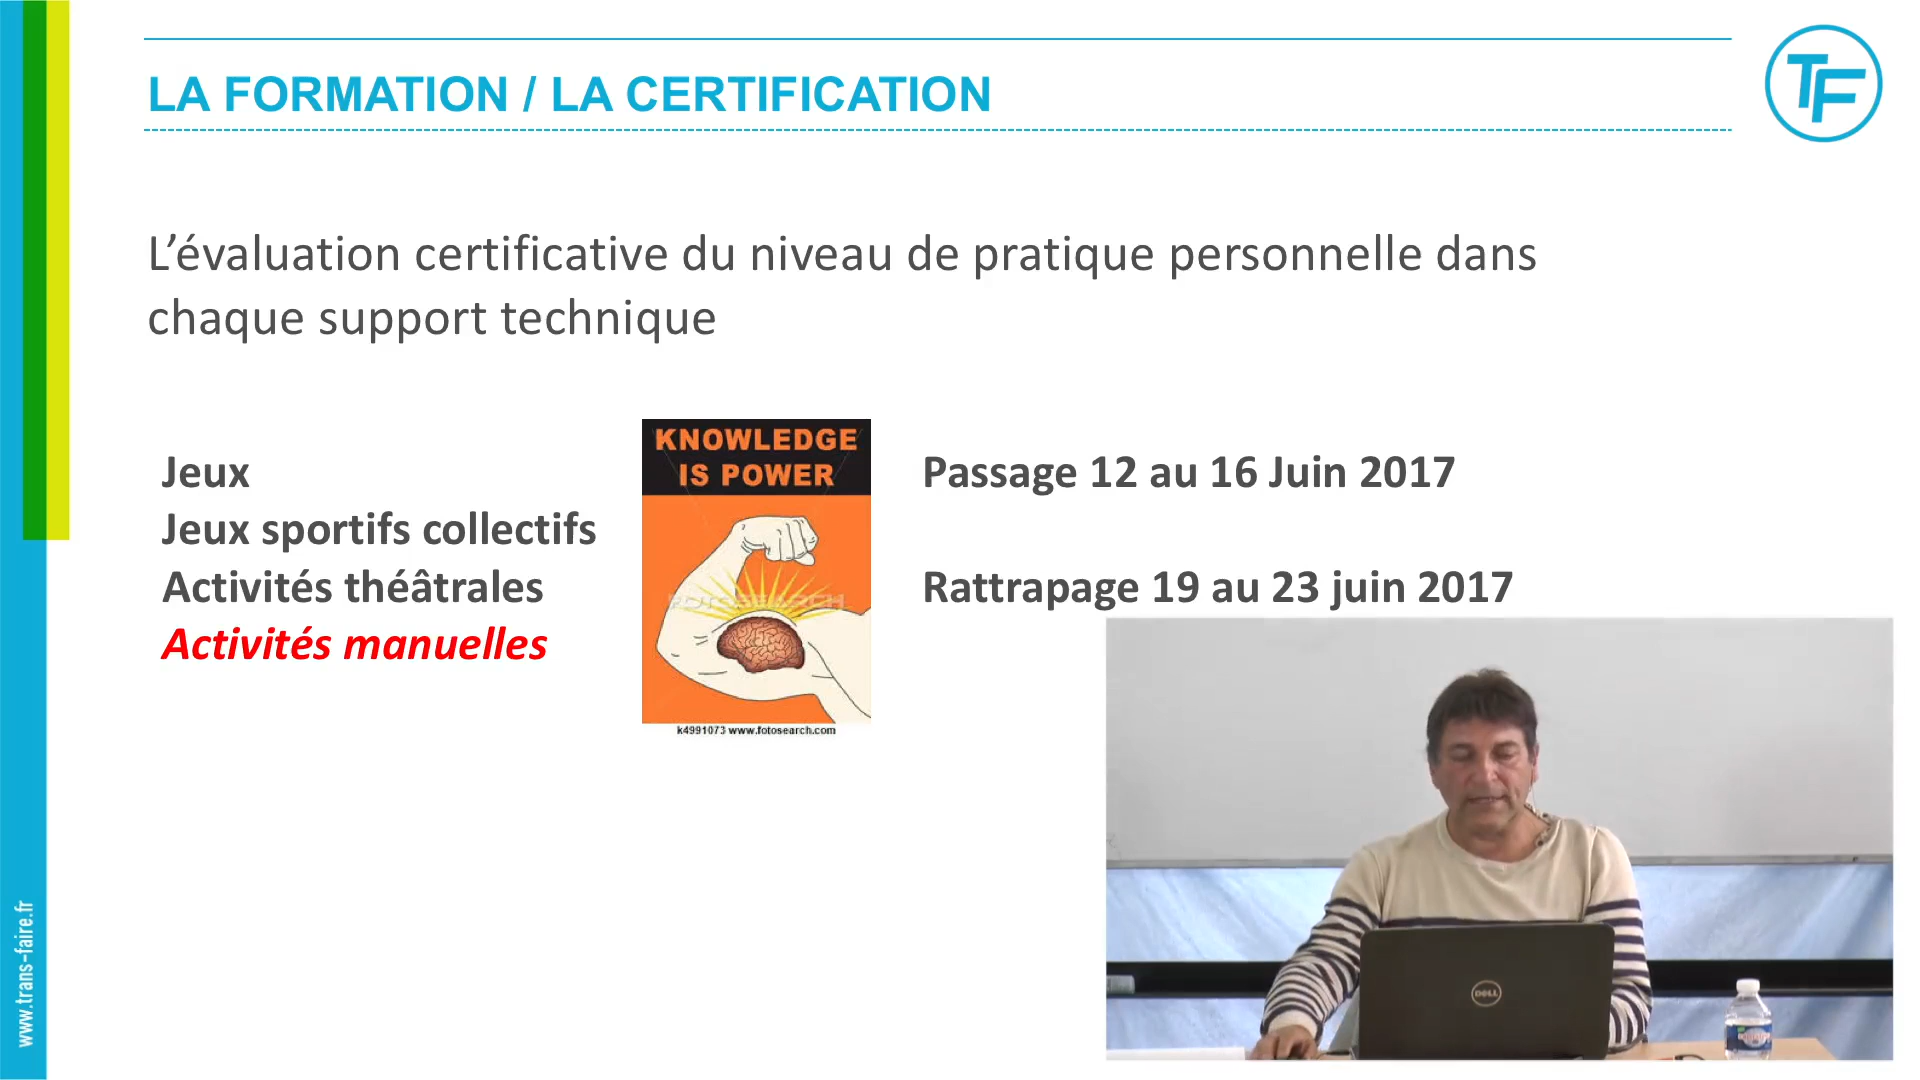 LA FORMATION / LA CERTIFICATION
TF
L’évaluation certificative du niveau de pratique personnelle dans
chaque support technique
Jeux
Jeux sportifs collectifs
Activités théâtrales
Activités manuelles
KNOWLEDGE
IS POWER
FOTOSEARCH
k4991073 www.fotosearch.com
Passage 12 au 16 Juin 2017
Rattrapage 19 au 23 juin 2017
DELL
www.trans-faire.fr